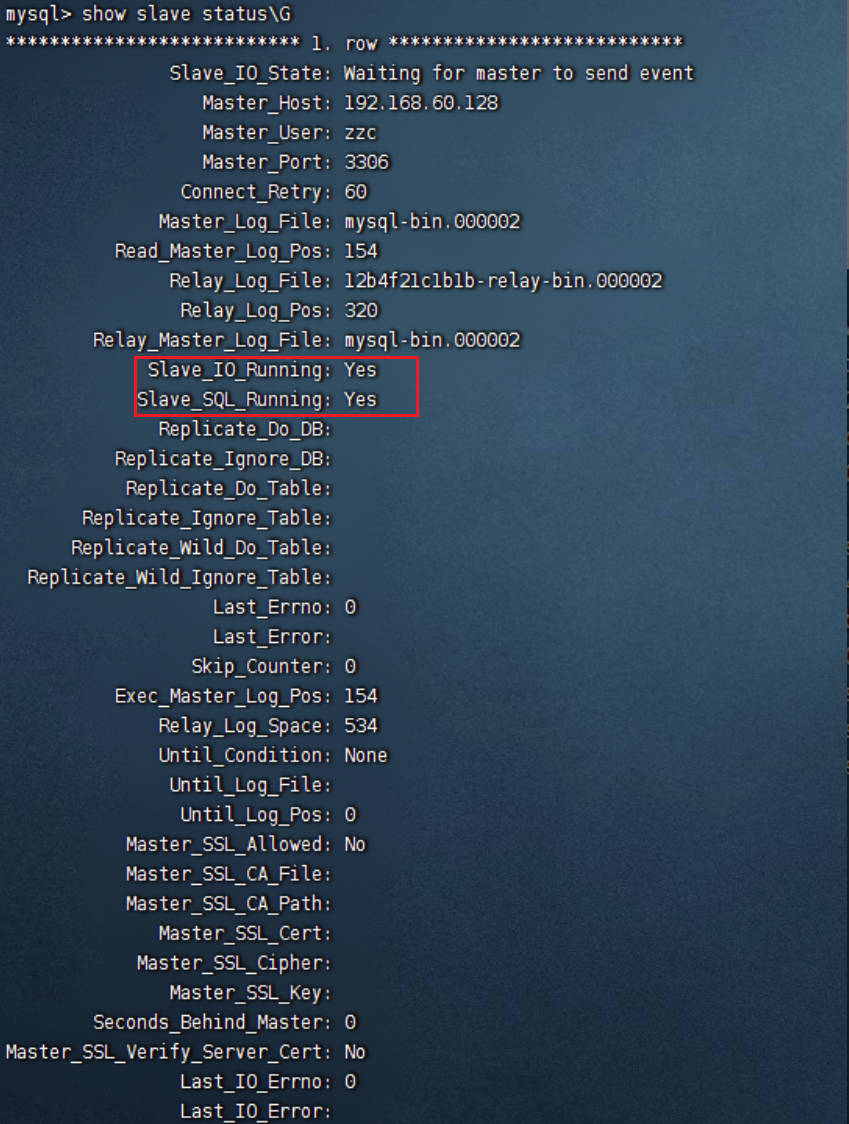 mysql> show slave status\G
*************************** 1. row ***************************
Slave_IO_State: Waiting for master to send event
Master_Host: 192.168.60.128
Master_User: zzc
Master_Port: 3306
Connect_Retry: 60
Master_Log_File: mysql-bin.000002
Read_Master_Log_Pos: 154
Relay_Log_File: 12b4f21c1b1b-relay-bin.000002
Relay_Log_Pos: 320
Relay_Master_Log_File: mysql-bin.000002
Slave_IO_Running: Yes
Slave_SQL_Running: Yes
Replicate_Do_DB:
Replicate_Ignore_DB:
Replicate_Do_Table:
Replicate_Ignore_Table:
Replicate_Wild_Do_Table:
Replicate_Wild_Ignore_Table:
Last_Errno: 0
Last_Error:
Skip_Counter: 0
Exec_Master_Log_Pos: 154
Relay_Log_Space: 534
Until_Condition: None
Until_Log_File:
Until_Log_Pos: 0
Master_SSL_Allowed: No
Master_SSL_CA_File:
Master_SSL_CA_Path:
Master_SSL_Cert:
Master_SSL_Cipher:
Master_SSL_Key:
Seconds_Behind_Master: 0
Master_SSL_Verify_Server_Cert: No
Last_IO_Errno: 0
Last_IO_Error: